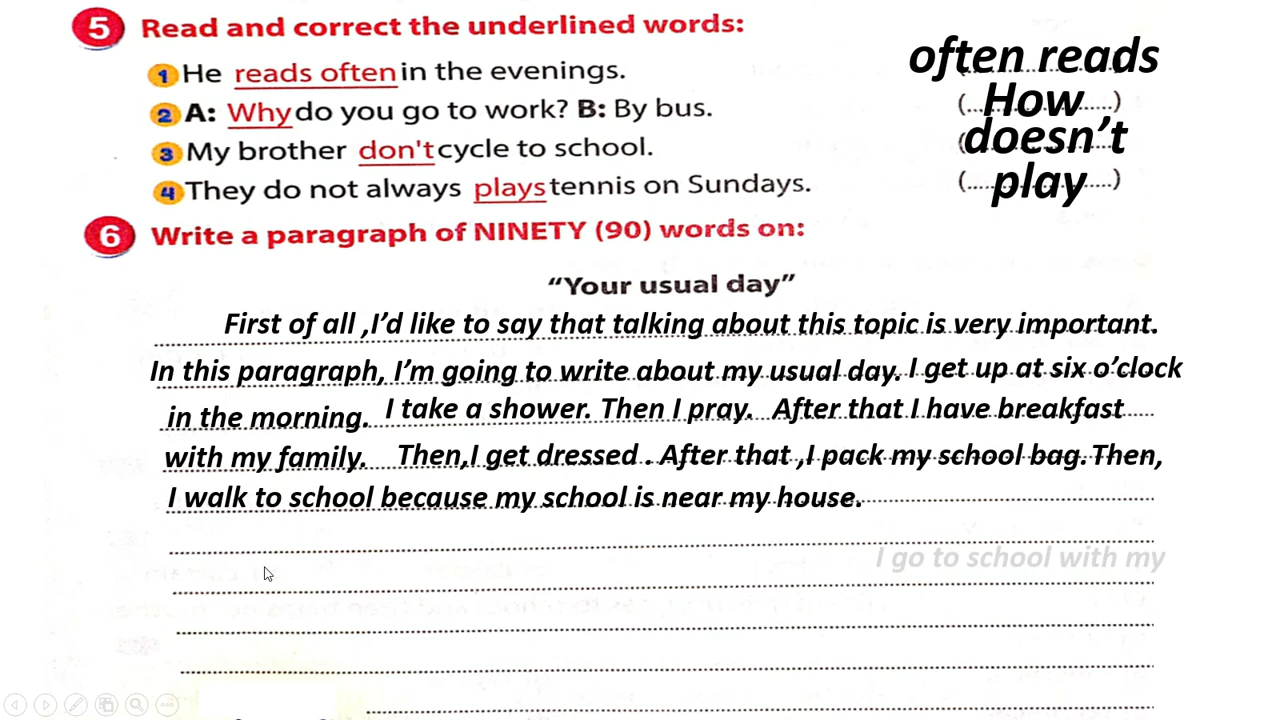 5 Read and correct the underlined words:
1 He reads often in the evenings. often reads
2 A: Why do you go to work? B: By bus. (...How......)
3 My brother don't cycle to school. doesn't
4 They do not always plays tennis on Sundays. (...play......)
6 Write a paragraph of NINETY (90) words on:
“Your usual day”
First of all ,I’d like to say that talking about this topic is very important.
In this paragraph, I’m going to write about my usual day. I get up at six o’clock
in the morning. I take a shower. Then I pray. After that I have breakfast
with my family. Then,I get dressed . After that ,I pack my school bag. Then,
I walk to school because my school is near my house.
I go to school with my